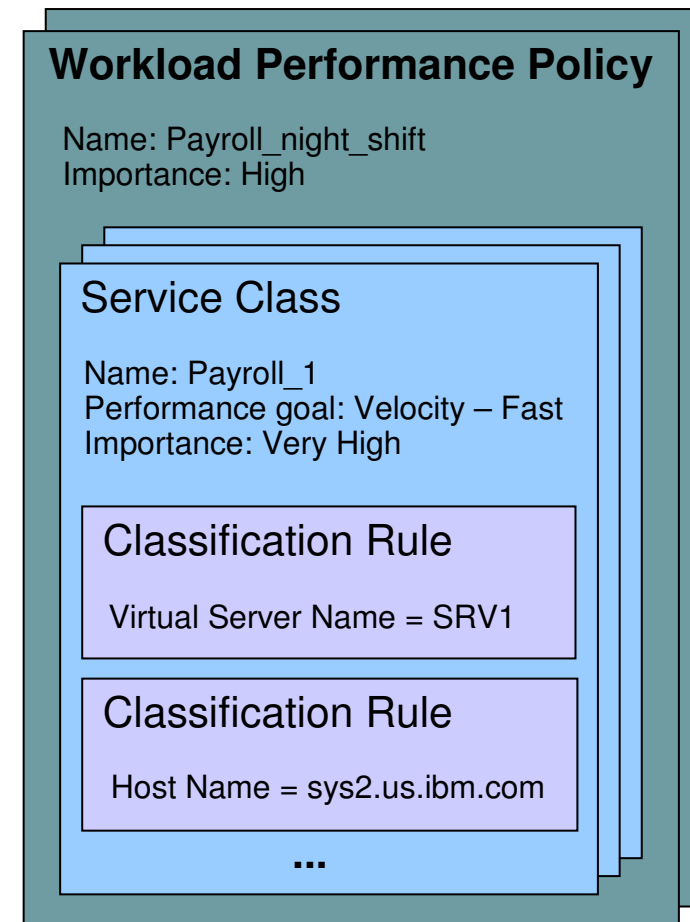 Workload Performance Policy
Name: Payroll_night_shift
Importance: High
Service Class
Name: Payroll_1
Performance goal: Velocity – Fast
Importance: Very High
Classification Rule
Virtual Server Name = SRV1
Classification Rule
Host Name = sys2.us.ibm.com
...